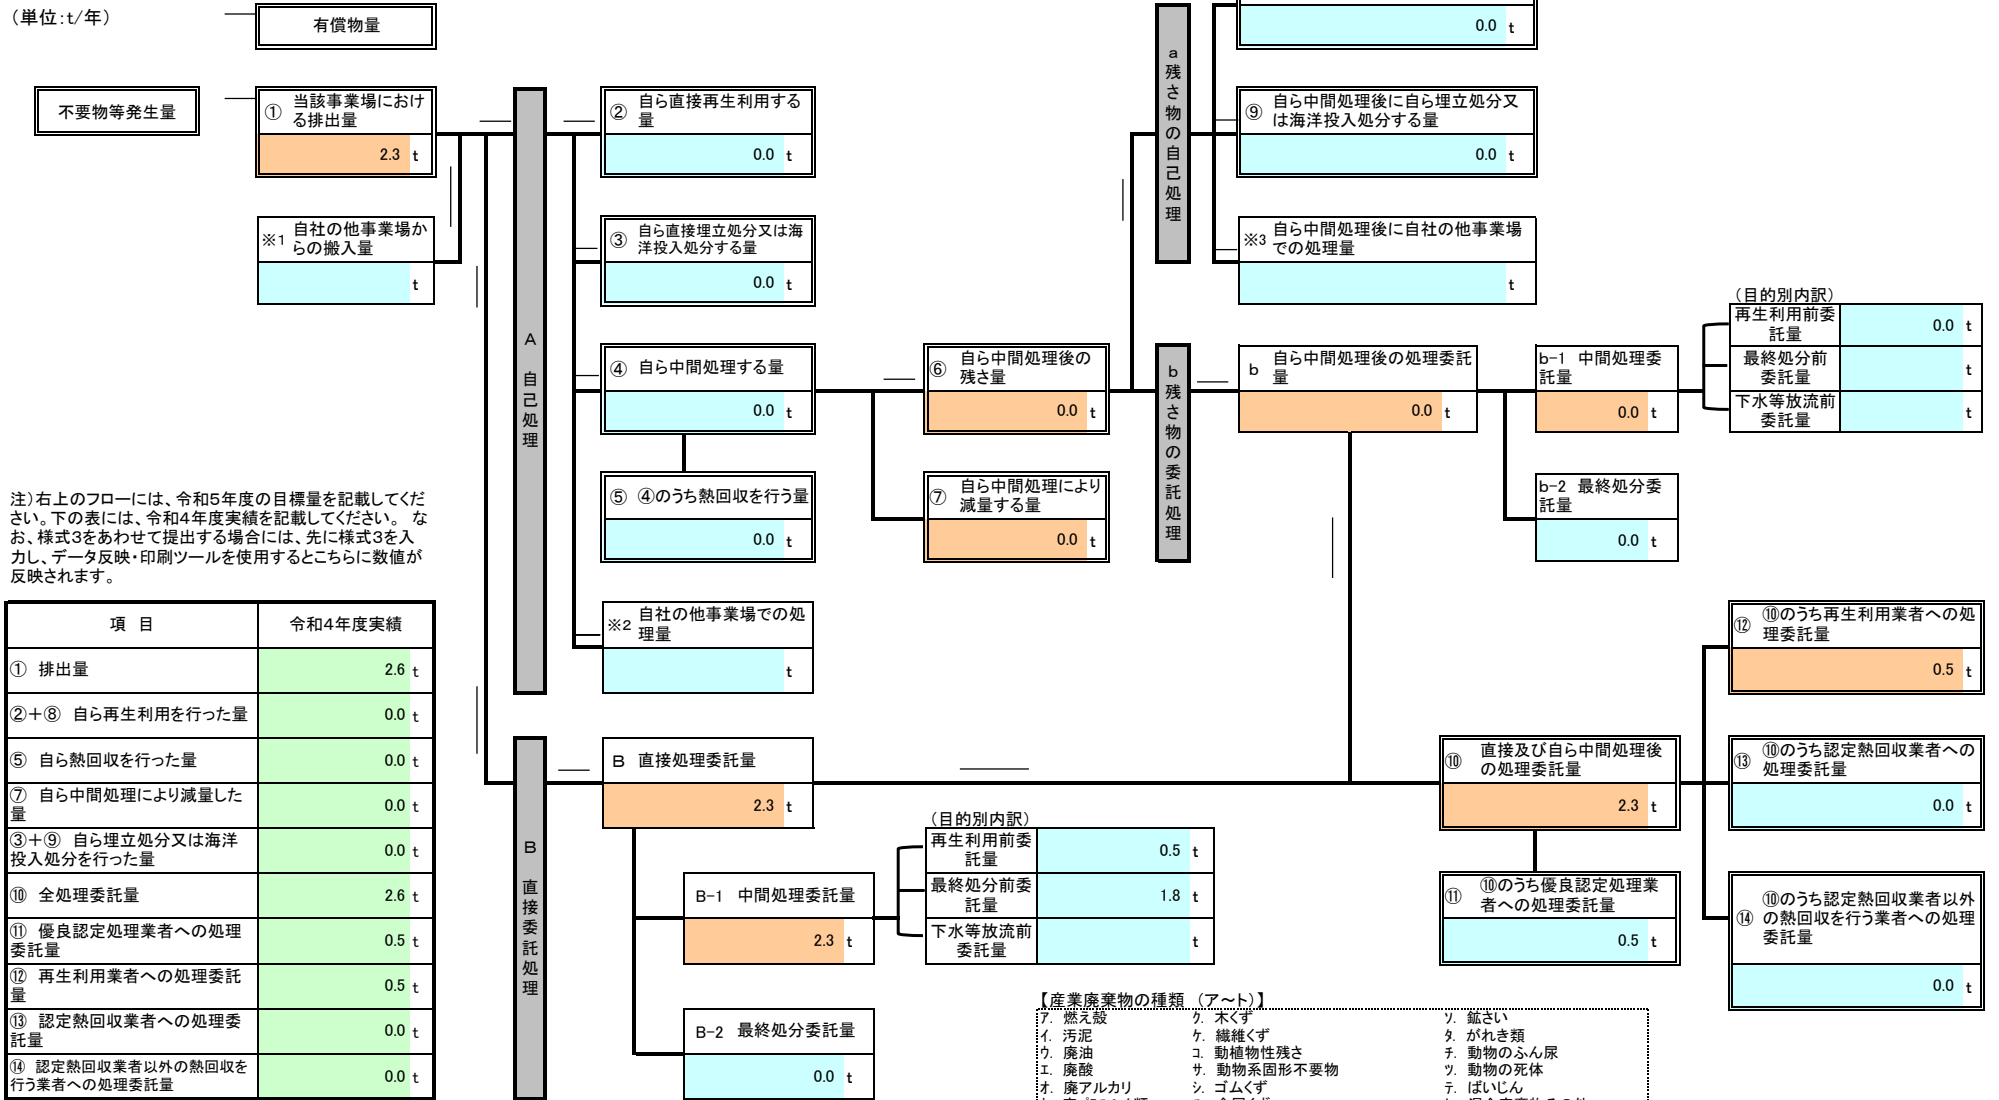 （単位:t/年）
有償物量
0.0 t
不要物等発生量
① 当該事業場におけ
る排出量
2.3 t
② 自ら直接再生利用する
量
0.0 t
⑨ 自ら中間処理後に自ら埋立処分又
は海洋投入処分する量
0.0 t
a 残さ物の自己処理
※1 自社の他事業場か
らの搬入量
t
③ 自ら直接埋立処分又は海
洋投入処分する量
0.0 t
※3 自ら中間処理後に自社の他事業場
での処理量
t
A 自己処理
④ 自ら中間処理する量
0.0 t
⑥ 自ら中間処理後の
残さ量
0.0 t
b 残さ物の委託処理
b 自ら中間処理後の処理委託
量
0.0 t
b-1 中間処理委
託量
0.0 t
（目的別内訳）
再生利用前委
託量
0.0 t
最終処分前
委託量
t
下水等放流前
委託量
t
⑤ ④のうち熱回収を行う量
0.0 t
⑦ 自ら中間処理により
減量する量
0.0 t
b-2 最終処分委
託量
0.0 t
注）右上のフローには、令和5年度の目標量を記載してくだ
さい。下の表には、令和4年度実績を記載してください。 な
お、様式3をあわせて提出する場合には、先に様式3を入
力し、データ反映・印刷ツールを使用するとこちらに数値が
反映されます。
※2 自社の他事業場での処
理量
t
項 目 令和4年度実績
① 排出量 2.6 t
②＋⑧ 自ら再生利用を行った量 0.0 t
⑤ 自ら熱回収を行った量 0.0 t
⑦ 自ら中間処理により減量した
量 0.0 t
③＋⑨ 自ら埋立処分又は海洋
投入処分を行った量 0.0 t
⑩ 全処理委託量 2.6 t
⑪ 優良認定処理業者への処理
委託量 0.5 t
⑫ 再生利用業者への処理委託
量 0.5 t
⑬ 認定熱回収業者への処理委
託量 0.0 t
⑭ 認定熱回収業者以外の熱回収を
行う業者への処理委託量 0.0 t
B 直接委託処理
B 直接処理委託量
2.3 t
B-1 中間処理委託量
2.3 t
（目的別内訳）
再生利用前委
託量
0.5 t
最終処分前委
託量
1.8 t
下水等放流前
委託量
t
B-2 最終処分委託量
0.0 t
⑩ 直接及び自ら中間処理後
の処理委託量
2.3 t
⑪ ⑩のうち優良認定処理業
者への処理委託量
0.5 t
⑫ ⑩のうち再生利用業者への処
理委託量
0.5 t
⑬ ⑩のうち認定熱回収業者への
処理委託量
0.0 t
⑭ ⑩のうち認定熱回収業者以外
の熱回収を行う業者への処理
委託量
0.0 t
【産業廃棄物の種類 （ア～ト）】
ア. 燃え殻 ク. 木くず ソ. 鉱さい
イ. 汚泥 ケ. 繊維くず タ. がれき類
ウ. 廃油 コ. 動植物性残さ チ. 動物のふん尿
エ. 廃酸 サ. 動物系固形不要物 ツ. 動物の死体
オ. 廃アルカリ シ. ゴムくず テ. ばいじん